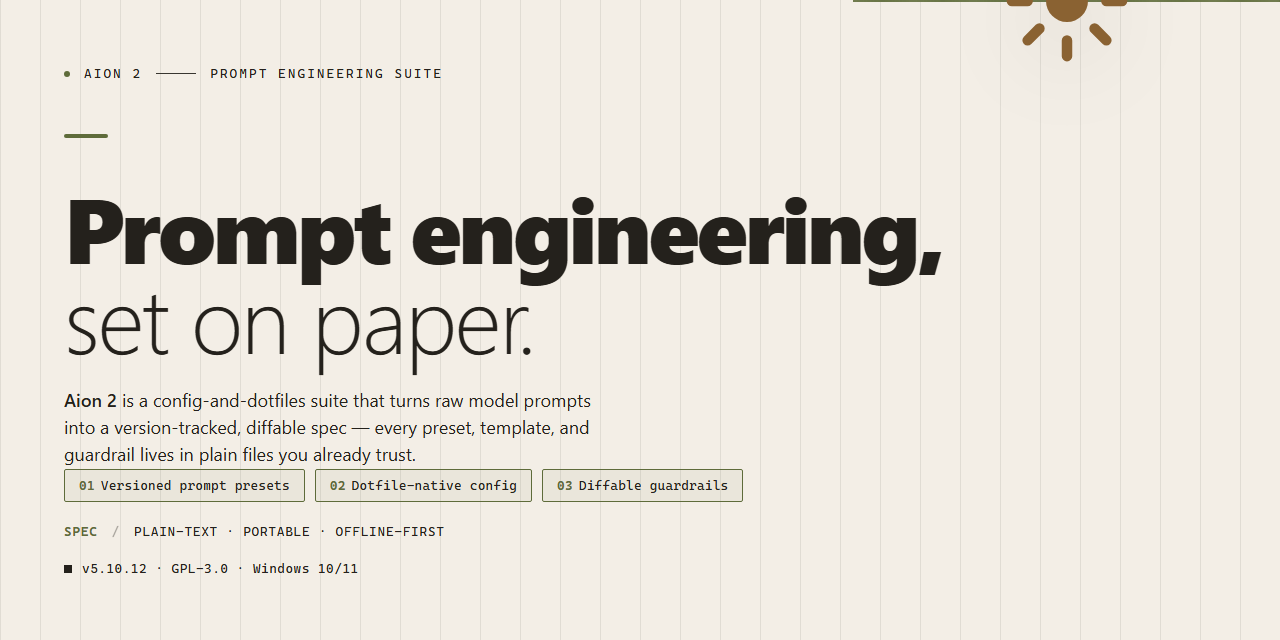 AION 2 — PROMPT ENGINEERING SUITE
Prompt engineering,
set on paper.
Aion 2 is a config-and-dotfiles suite that turns raw model prompts
into a version-tracked, diffable spec — every preset, template, and
guardrail lives in plain files you already trust.
01 Versioned prompt presets 02 Dotfile-native config 03 Diffable guardrails
SPEC / PLAIN-TEXT · PORTABLE · OFFLINE-FIRST
v5.10.12 · GPL-3.0 · Windows 10/11